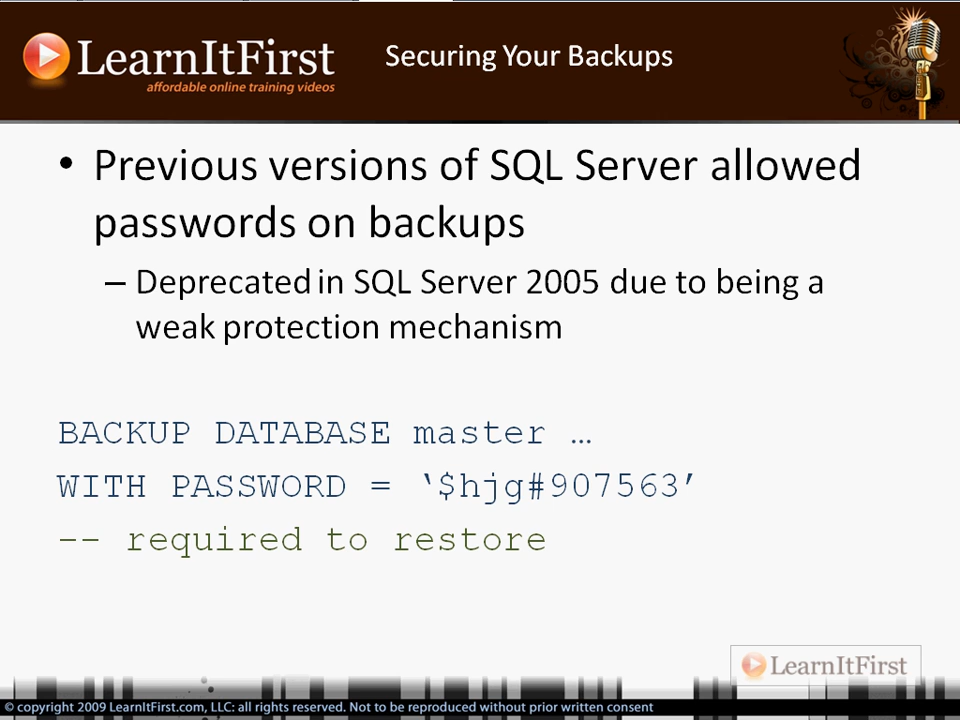 LearnItFirst
affordable online training videos
Securing Your Backups
• Previous versions of SQL Server allowed
passwords on backups
– Deprecated in SQL Server 2005 due to being a
weak protection mechanism
BACKUP DATABASE master …
WITH PASSWORD = ‘$hjg#907563’
-- required to restore
LearnItFirst
© copyright 2009 LearnItFirst.com, LLC: all rights reserved. Not to be reproduced without prior written consent